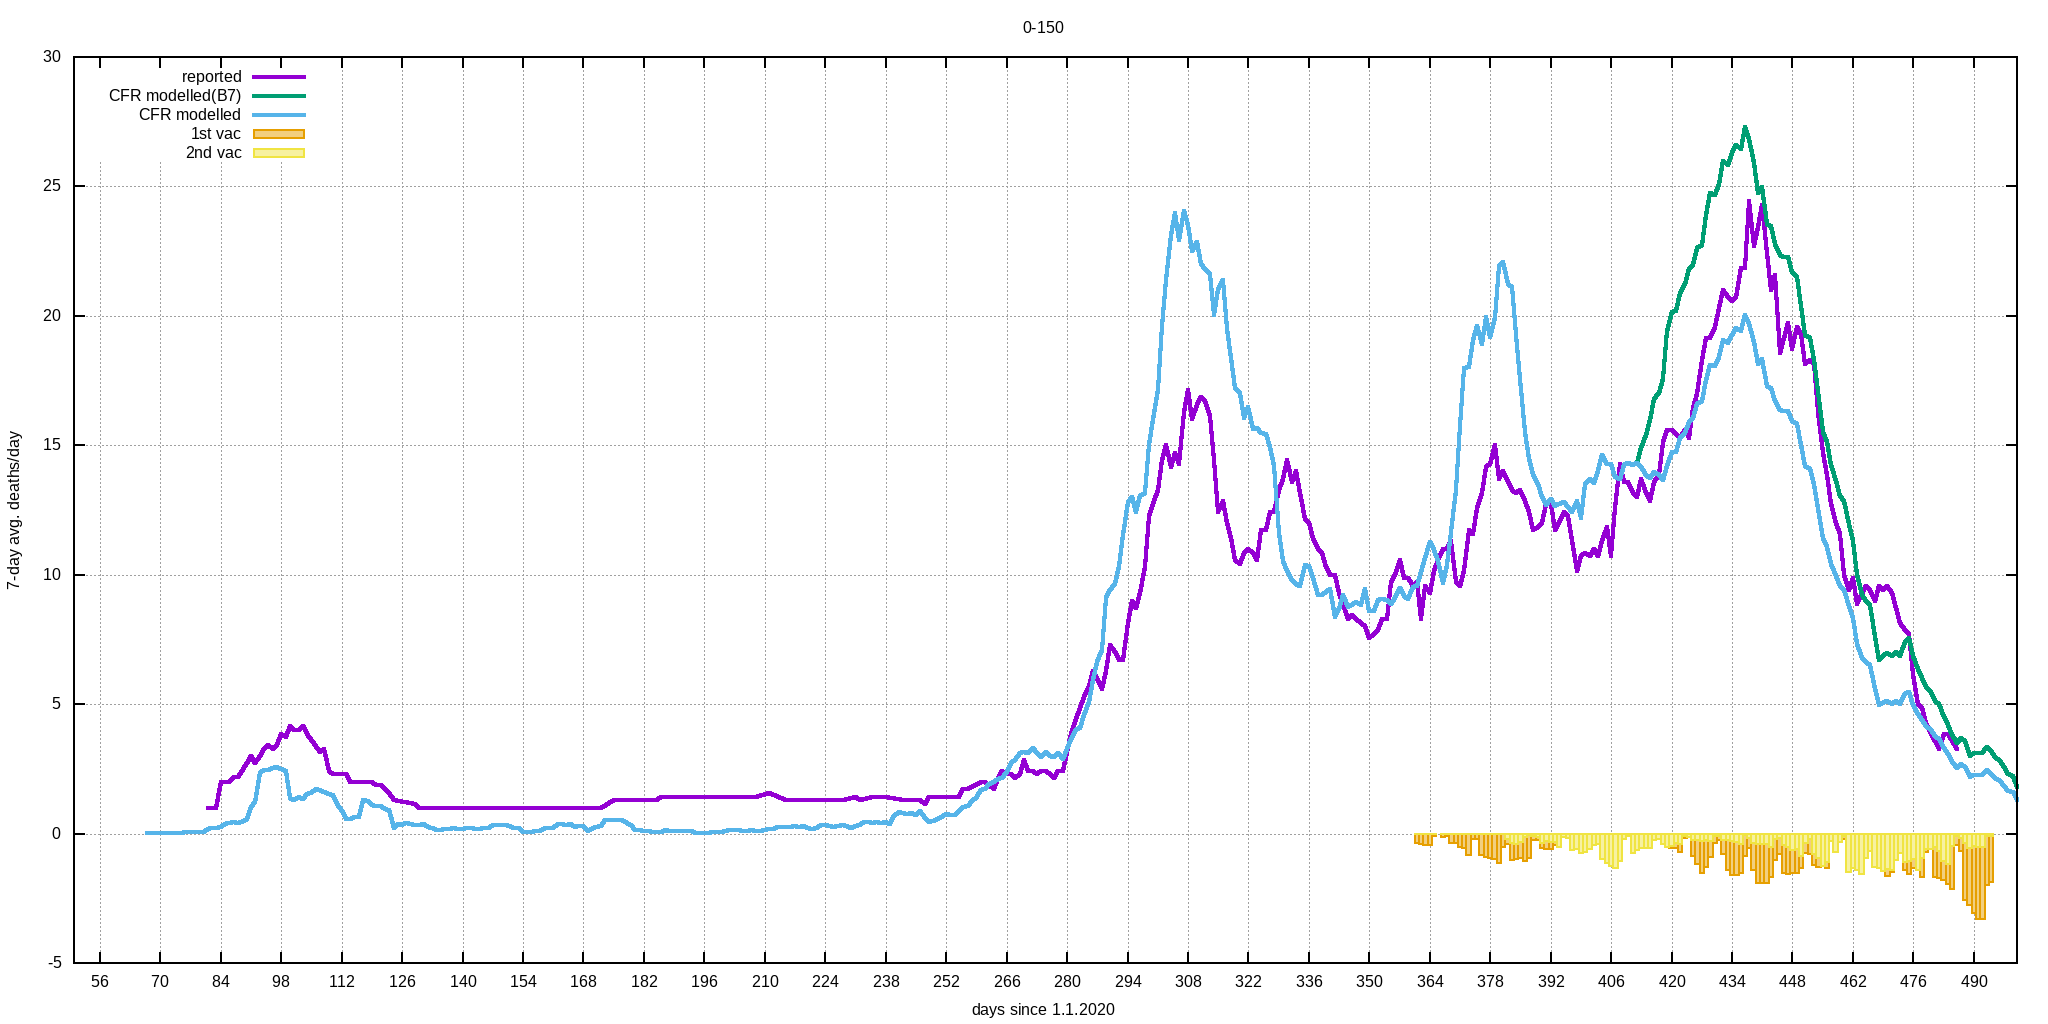 0-150
30
25
20
15
10
5
0
-5
7-day avg. deaths/day
reported
CFR modelled(B7)
CFR modelled
1st vac
2nd vac
56 70 84 98 112 126 140 154 168 182 196 210 224 238 252 266 280 294 308 322 336 350 364 378 392 406 420 434 448 462 476 490
days since 1.1.2020